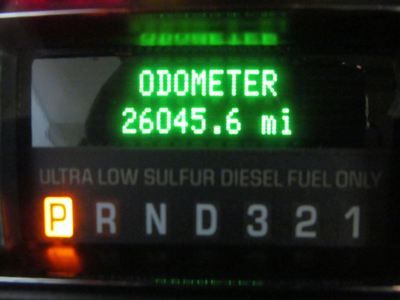 ODOMETER
26045.6 mi
ULTRA LOW SULFUR DIESEL FUEL ONLY
P R N D 3 2 1